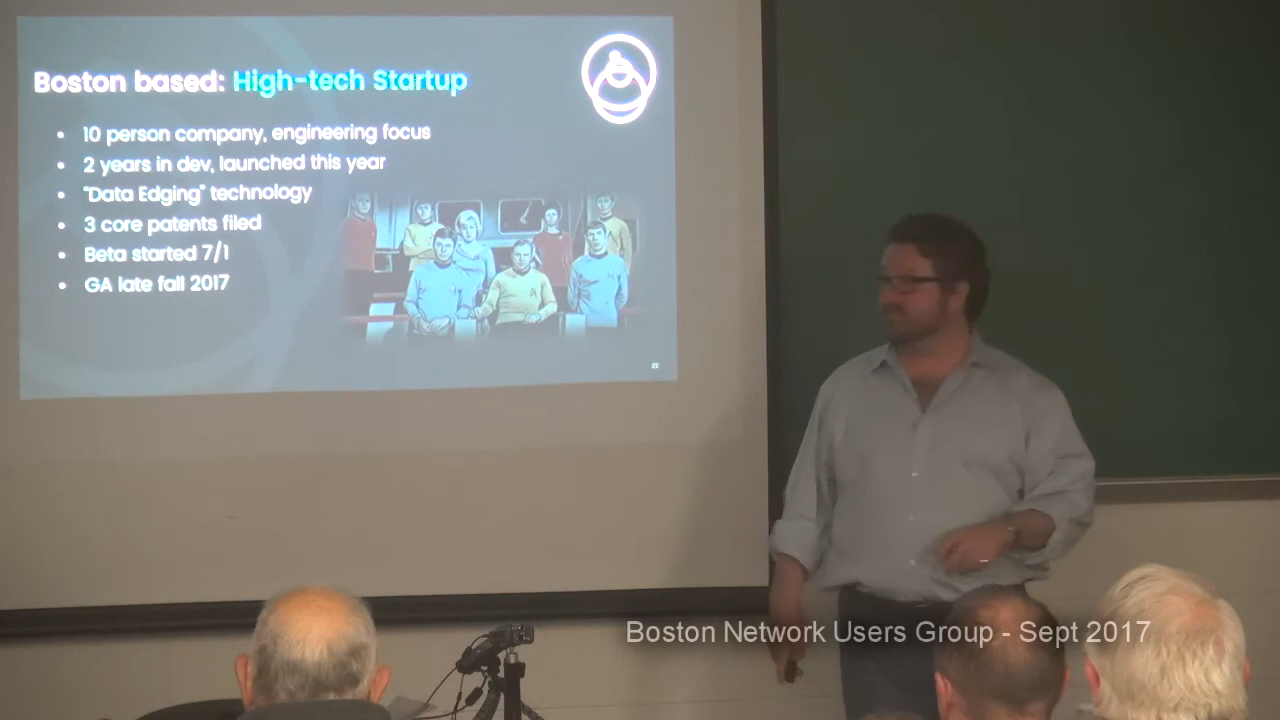 Boston based: High-tech Startup
• 10 person company, engineering focus
• 2 years in dev, launched this year
• "Data Edging" technology
• 3 core patents filed
• Beta started 7/1
• GA late fall 2017
22
Boston Network Users Group - Sept 2017